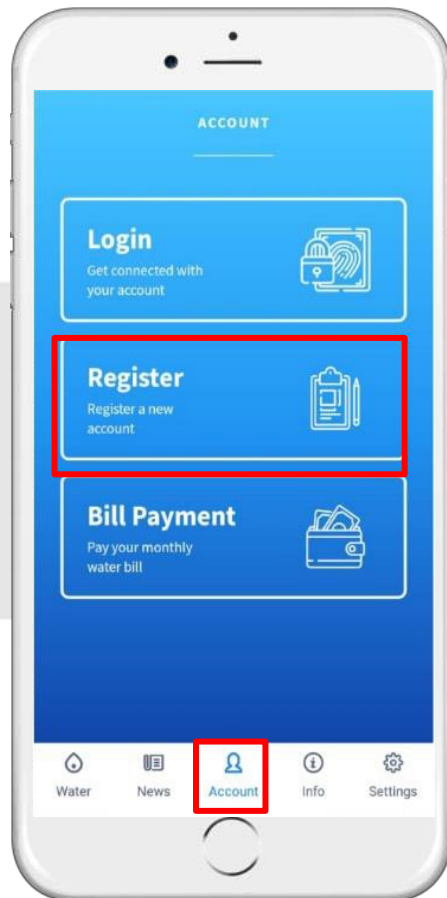 ACCOUNT
Login
Get connected with
your account
Register
Register a new
account
Bill Payment
Pay your monthly
water bill
Water News Account Info Settings